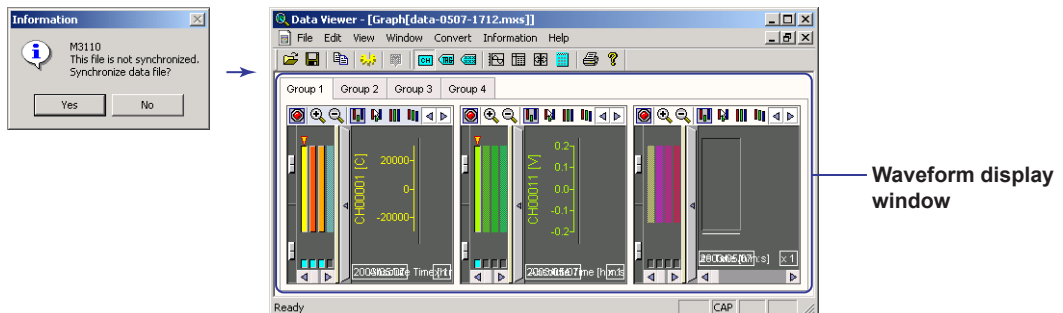 Information
M3110
This file is not synchronized.
Synchronize data file?
Yes
No
Data Viewer - [Graph[data-0507-1712.mxs]]
File Edit View Window Convert Information Help
CH
Group 1 Group 2 Group 3 Group 4
CH00001 [C]
20000
0
-20000
CH00011 [V]
0.2
0.1
0.0
-0.1
-0.2
x 1
Ready
CAP
Waveform display
window